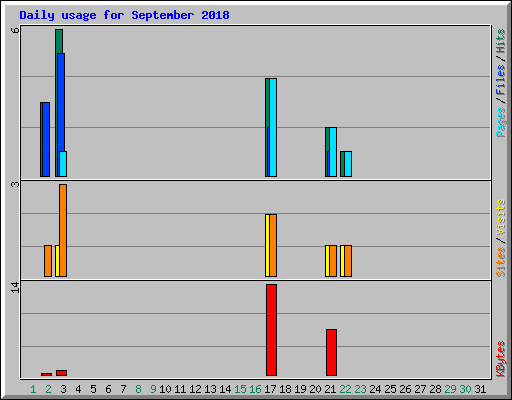 Daily usage for September 2018
6
Pages / Files / Hits
3
Sites / Visits
14
KBytes
1 2 3 4 5 6 7 8 9 10 11 12 13 14 15 16 17 18 19 20 21 22 23 24 25 26 27 28 29 30 31